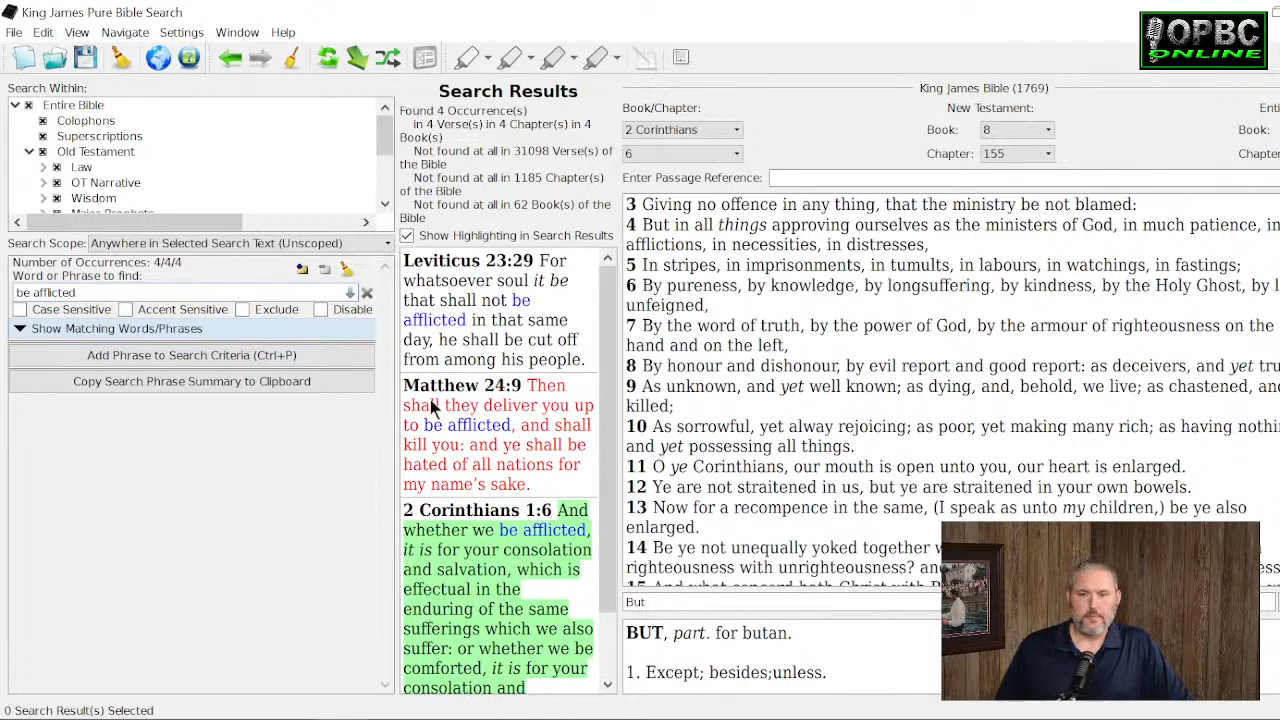 King James Pure Bible Search
OPBC
ONLINE
File Edit View Navigate Settings Window Help
Search Within:
Entire Bible
Colophons
Superscriptions
Old Testament
Law
OT Narrative
Wisdom
Major Prophets
Search Scope: Anywhere in Selected Search Text (Unscoped)
Number of Occurrences: 4/4/4
Word or Phrase to find:
be afflicted
Case Sensitive Accent Sensitive Exclude Disable
Show Matching Words/Phrases
Add Phrase to Search Criteria (Ctrl+P)
Copy Search Phrase Summary to Clipboard
0 Search Result(s) Selected
Search Results
Found 4 Occurrence(s)
in 4 Verse(s) in 4 Chapter(s) in 4
Book(s)
Not found at all in 31098 Verse(s) of
the Bible
Not found at all in 1185 Chapter(s)
of the Bible
Not found at all in 62 Book(s) of the
Bible
Show Highlighting in Search Results
Leviticus 23:29 For
whatsoever soul it be
that shall not be
afflicted in that same
day, he shall be cut off
from among his people.
Matthew 24:9 Then
shall they deliver you up
to be afflicted, and shall
kill you: and ye shall be
hated of all nations for
my name’s sake.
2 Corinthians 1:6 And
whether we be afflicted,
it is for your consolation
and salvation, which is
effectual in the
enduring of the same
sufferings which we also
suffer: or whether we be
comforted, it is for your
consolation and
King James Bible (1769)
Book/Chapter: New Testament:
2 Corinthians Book: 8 Book:
6 Chapter: 155 Chapte
Enter Passage Reference:
3 Giving no offence in any thing, that the ministry be not blamed:
4 But in all things approving ourselves as the ministers of God, in much patience, in
afflictions, in necessities, in distresses,
5 In stripes, in imprisonments, in tumults, in labours, in watchings, in fastings;
6 By pureness, by knowledge, by longsuffering, by kindness, by the Holy Ghost, by l
unfeigned,
7 By the word of truth, by the power of God, by the armour of righteousness on the
hand and on the left,
8 By honour and dishonour, by evil report and good report: as deceivers, and yet tru
9 As unknown, and yet well known; as dying, and, behold, we live; as chastened, and
killed;
10 As sorrowful, yet alway rejoicing; as poor, yet making many rich; as having nothi
and yet possessing all things.
11 O ye Corinthians, our mouth is open unto you, our heart is enlarged.
12 Ye are not straitened in us, but ye are straitened in your own bowels.
13 Now for a recompence in the same, (I speak as unto my children,) be ye also
enlarged.
14 Be ye not unequally yoked together w
righteousness with unrighteousness? and
But
BUT, part. for butan.
1. Except; besides;unless.